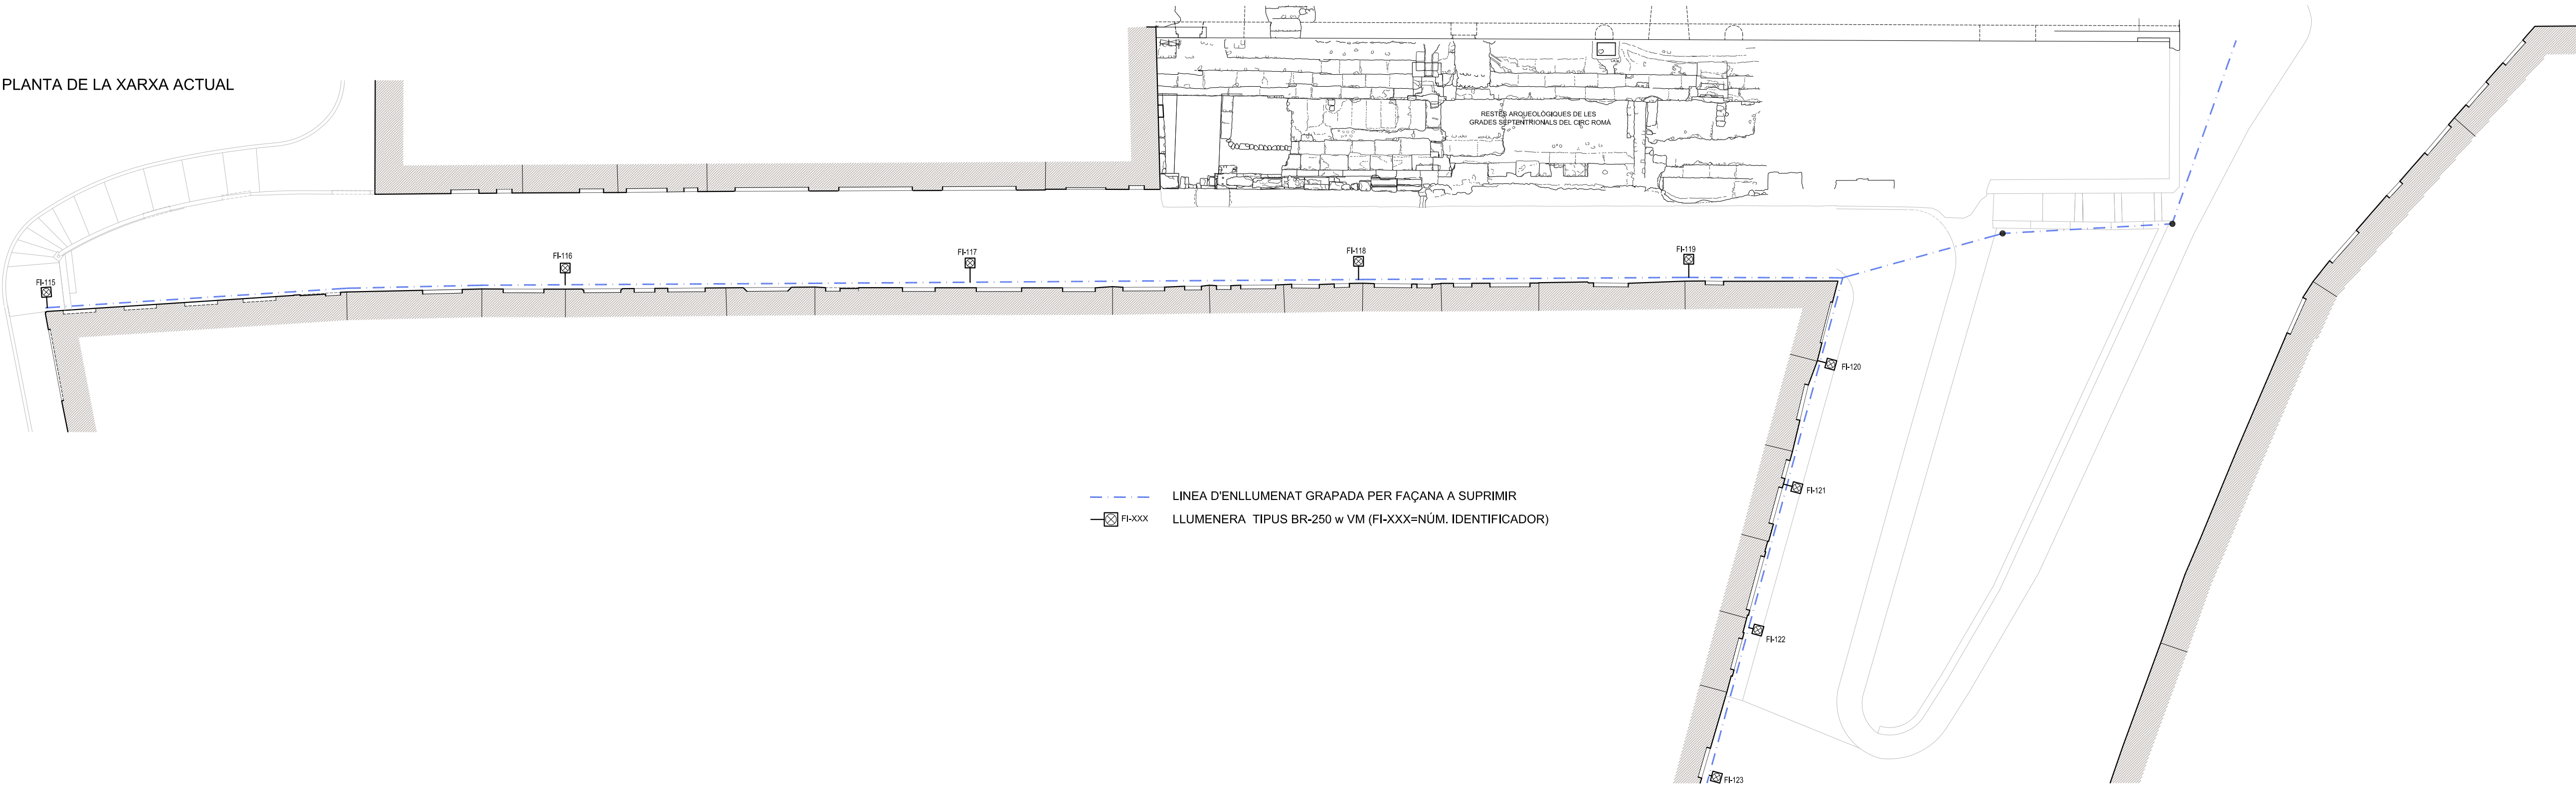 PLANTA DE LA XARXA ACTUAL
RESTES ARQUEOLÒGIQUES DE LES
GRADES SEPTENTRIONALS DEL CIRC ROMÀ
FI-115
FI-116
FI-117
FI-118
FI-119
FI-120
FI-121
FI-122
FI-123
LINEA D'ENLLUMENAT GRAPADA PER FAÇANA A SUPRIMIR
FI-XXX LLUMENERA TIPUS BR-250 w VM (FI-XXX=NÚM. IDENTIFICADOR)